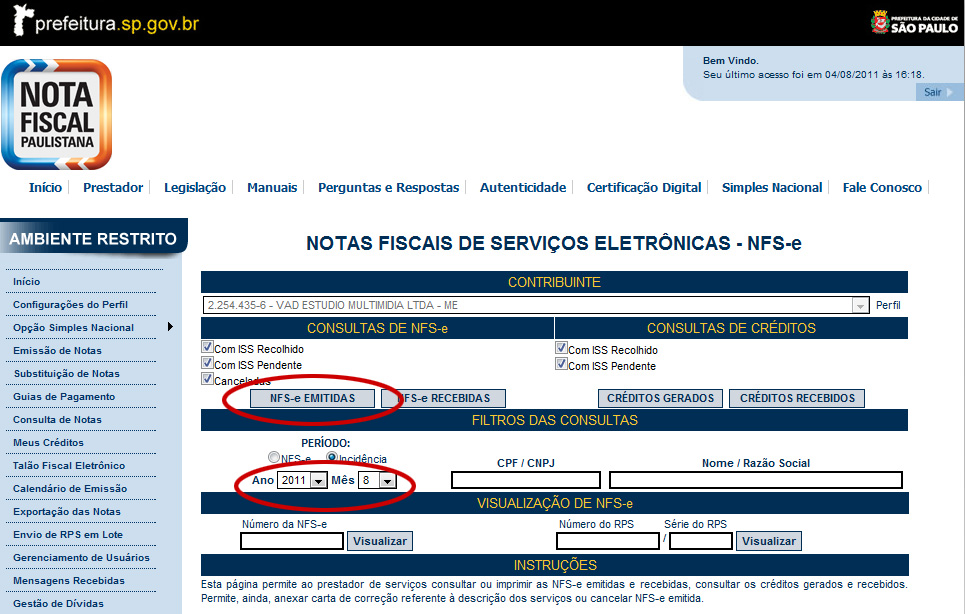 prefeitura.sp.gov.br
PREFEITURA DA CIDADE DE
SÃO PAULO
Bem Vindo.
Seu último acesso foi em 04/08/2011 às 16:18.
Sair
NOTA
FISCAL
PAULISTANA
Início Prestador Legislação Manuais Perguntas e Respostas Autenticidade Certificação Digital Simples Nacional Fale Conosco
AMBIENTE RESTRITO
Início
Configurações do Perfil
Opção Simples Nacional
Emissão de Notas
Substituição de Notas
Guias de Pagamento
Consulta de Notas
Meus Créditos
Talão Fiscal Eletrônico
Calendário de Emissão
Exportação das Notas
Envio de RPS em Lote
Gerenciamento de Usuários
Mensagens Recebidas
Gestão de Dívidas
NOTAS FISCAIS DE SERVIÇOS ELETRÔNICAS - NFS-e
CONTRIBUINTE
2.254.435-6 - VAD ESTUDIO MULTIMIDIA LTDA - ME Perfil
CONSULTAS DE NFS-e
Com ISS Recolhido
Com ISS Pendente
Canceladas
NFS-e EMITIDAS NFS-e RECEBIDAS
CONSULTAS DE CRÉDITOS
Com ISS Recolhido
Com ISS Pendente
CRÉDITOS GERADOS CRÉDITOS RECEBIDOS
FILTROS DAS CONSULTAS
PERÍODO:
NFS-e Incidência
Ano 2011 Mês 8
CPF / CNPJ
Nome / Razão Social
VISUALIZAÇÃO DE NFS-e
Número da NFS-e
Visualizar
Número do RPS Série do RPS
/ Visualizar
INSTRUÇÕES
Esta página permite ao prestador de serviços consultar ou imprimir as NFS-e emitidas e recebidas, consultar os créditos gerados e recebidos.
Permite, ainda, anexar carta de correção referente à descrição dos serviços ou cancelar NFS-e emitida.